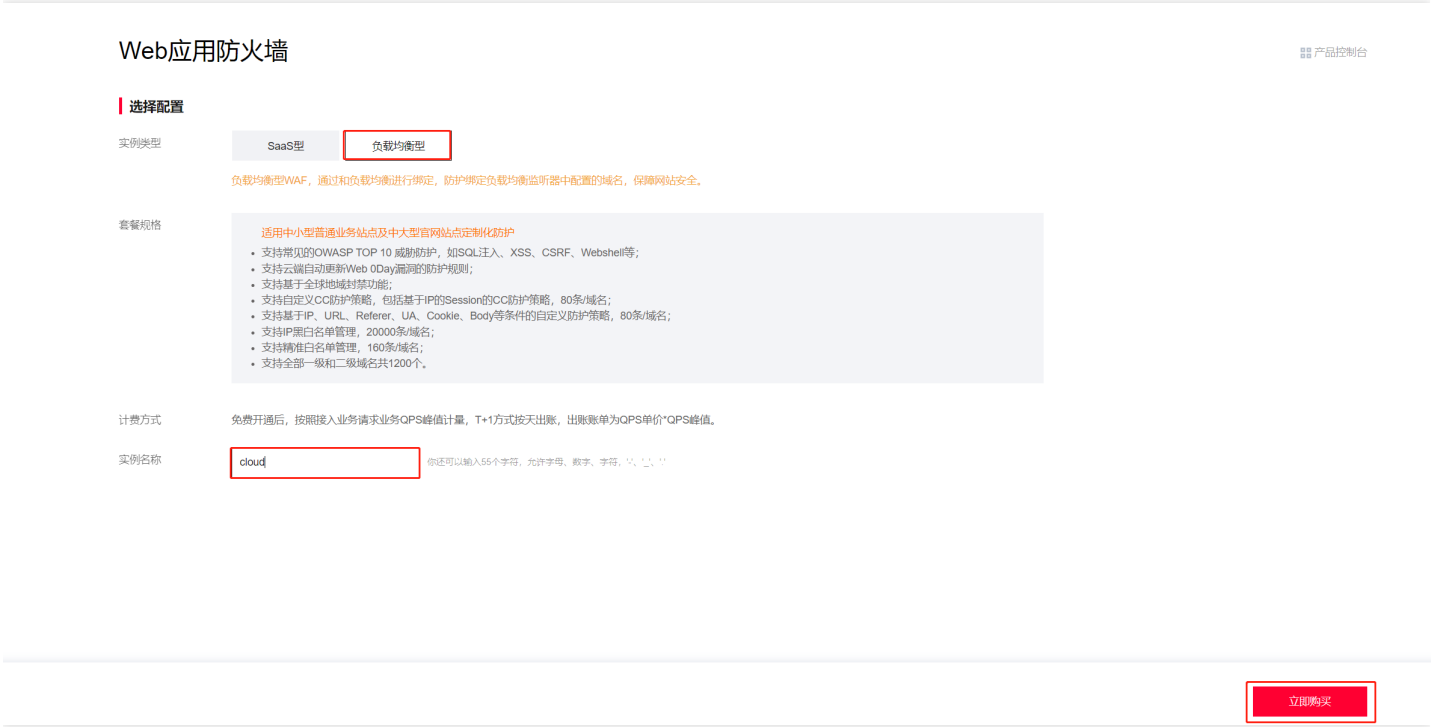 Web应用防火墙
产品控制台
选择配置
实例类型
SaaS型
负载均衡型
负载均衡型WAF，通过和负载均衡进行绑定，防护绑定负载均衡监听器中配置的域名，保障网站安全。
套餐规格
适用中小型普通业务站点及中大型官网站点定制化防护
• 支持常见的OWASP TOP 10 威胁防护，如SQL注入、XSS、CSRF、Webshell等；
• 支持云端自动更新Web 0Day漏洞的防护规则；
• 支持基于全球地域封禁功能；
• 支持自定义CC防护策略，包括基于IP的Session的CC防护策略，80条/域名；
• 支持基于IP、URL、Referer、UA、Cookie、Body等条件的自定义防护策略，80条/域名；
• 支持IP黑白名单管理，20000条/域名；
• 支持精准白名单管理，160条/域名；
• 支持全部一级和二级域名共1200个。
计费方式
免费开通后，按照接入业务请求业务QPS峰值计量，T+1方式按天出账，出账账单为QPS单价*QPS峰值。
实例名称
cloud
你还可以输入55个字符，允许字母、数字、字符，'-'、'_'、'.'
立即购买